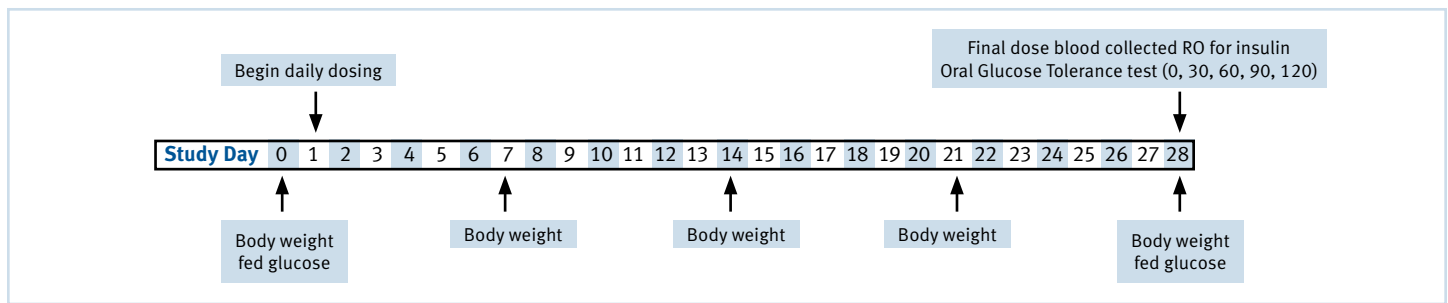 Final dose blood collected RO for insulin
Begin daily dosing
Oral Glucose Tolerance test (0, 30, 60, 90, 120)
Study Day 0 1 2 3 4 5 6 7 8 9 10 11 12 13 14 15 16 17 18 19 20 21 22 23 24 25 26 27 28
Body weight
fed glucose
Body weight
Body weight
Body weight
Body weight
fed glucose